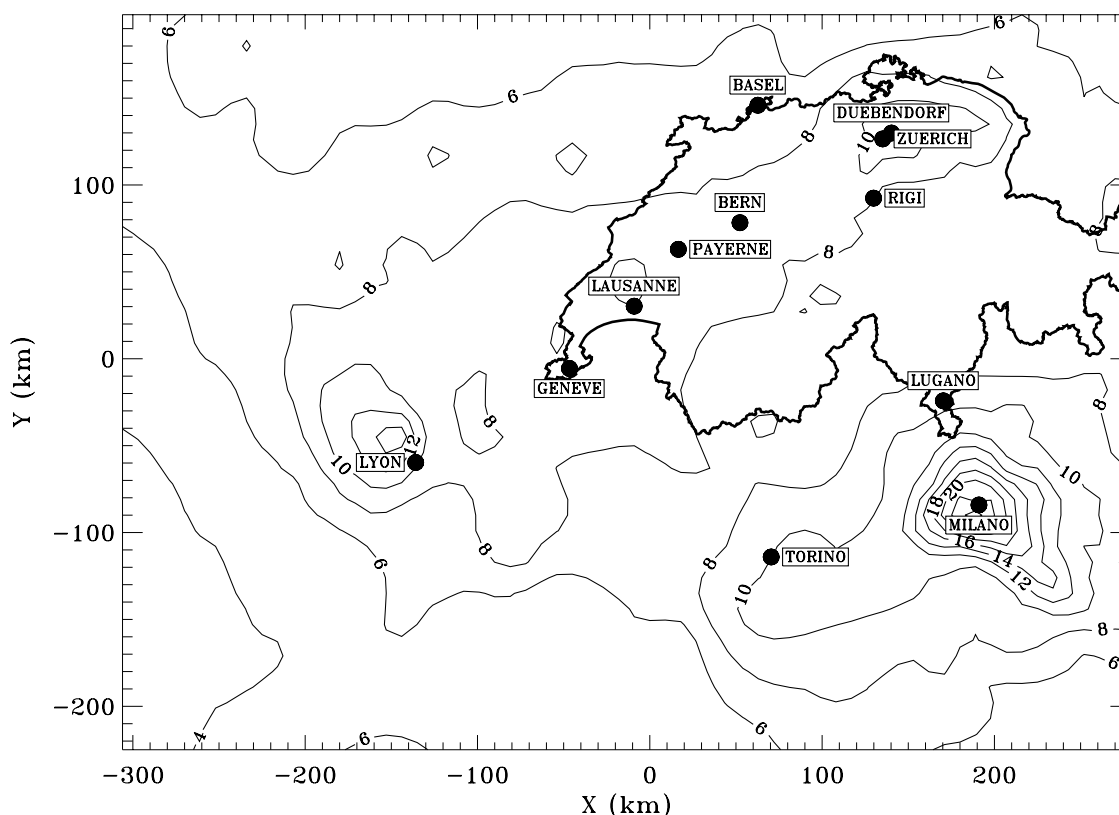 6
6
6
BASEL
8
DUEBENDORF
10
ZUERICH
100
BERN
RIGI
8
PAYERNE
8
8
LAUSANNE
0
GENEVE
LUGANO
8
8
12
LYON
10
10
18
20
MILANO
-100
8
16
14
12
6
8
TORINO
10
8
6
-200
4
6
6
-300
-200
-100
0
100
200
X (km)
Y (km)